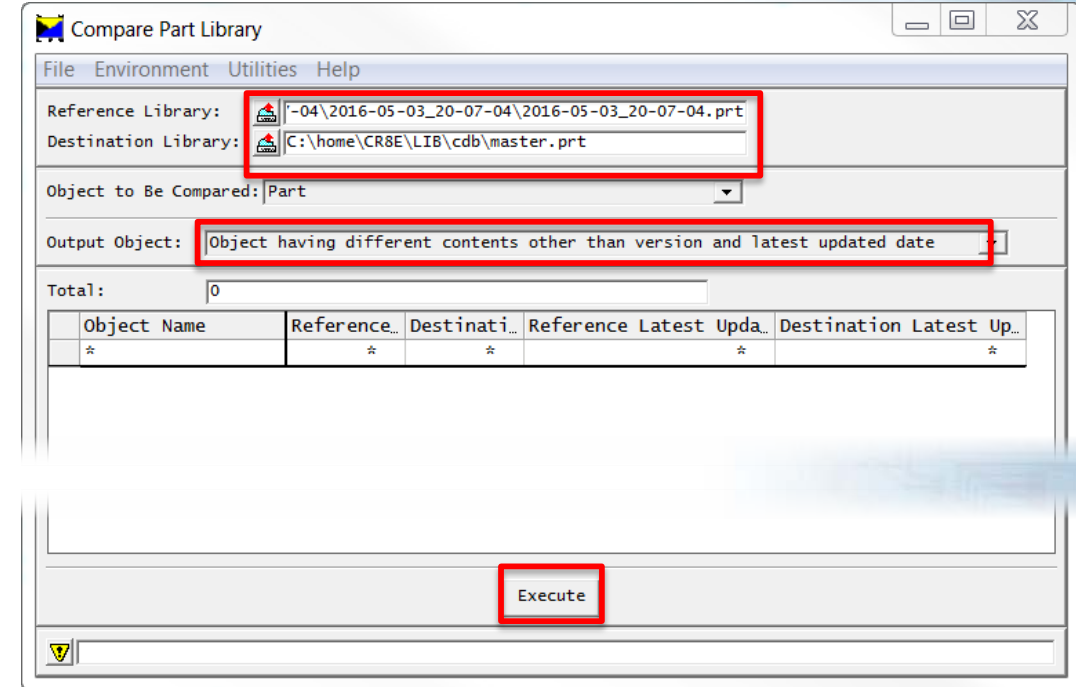 Compare Part Library
File Environment Utilities Help
Reference Library: '-04\2016-05-03_20-07-04\2016-05-03_20-07-04.prt
Destination Library: C:\home\CR8E\LIB\cdb\master.prt
Object to Be Compared: Part
Output Object: Object having different contents other than version and latest updated date
Total: 0
Object Name Reference… Destinati… Reference Latest Upda… Destination Latest Up…
* * * * *
Execute